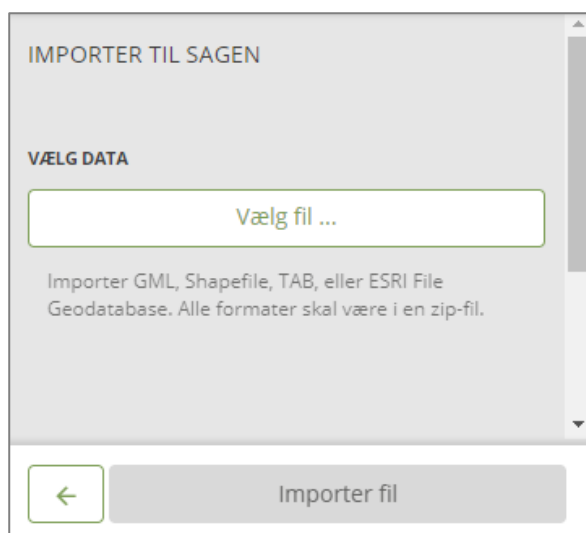 IMPORTER TIL SAGEN
VÆLG DATA
Vælg fil ...
Importer GML, Shapefile, TAB, eller ESRI File
Geodatabase. Alle formater skal være i en zip-fil.
Importer fil